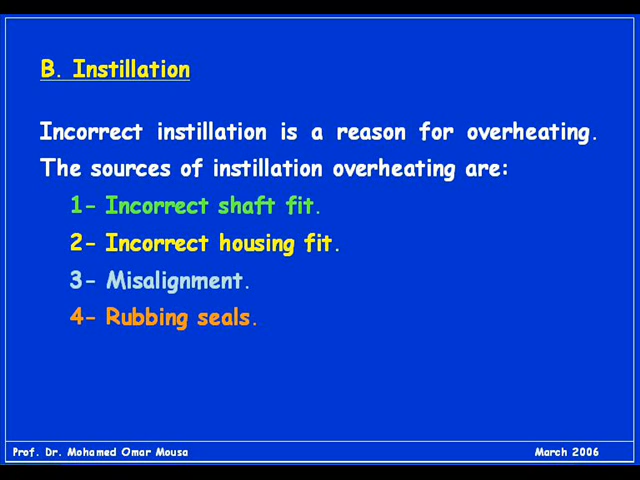 B. Instillation
Incorrect instillation is a reason for overheating.
The sources of instillation overheating are:
1- Incorrect shaft fit.
2- Incorrect housing fit.
3- Misalignment.
4- Rubbing seals.
Prof. Dr. Mohamed Omar Mousa
March 2006